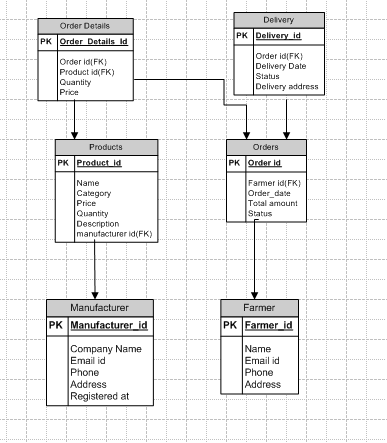 Order Details
PK Order_Details_Id
Order id(FK)
Product id(FK)
Quantity
Price
Delivery
PK Delivery_id
Order id(FK)
Delivery Date
Status
Delivery address
Products
PK Product_id
Name
Category
Price
Quantity
Description
manufacturer id(FK)
Orders
PK Order id
Farmer id(FK)
Order_date
Total amount
Status
Manufacturer
PK Manufacturer_id
Company Name
Email id
Phone
Address
Registered at
Farmer
PK Farmer_id
Name
Email id
Phone
Address